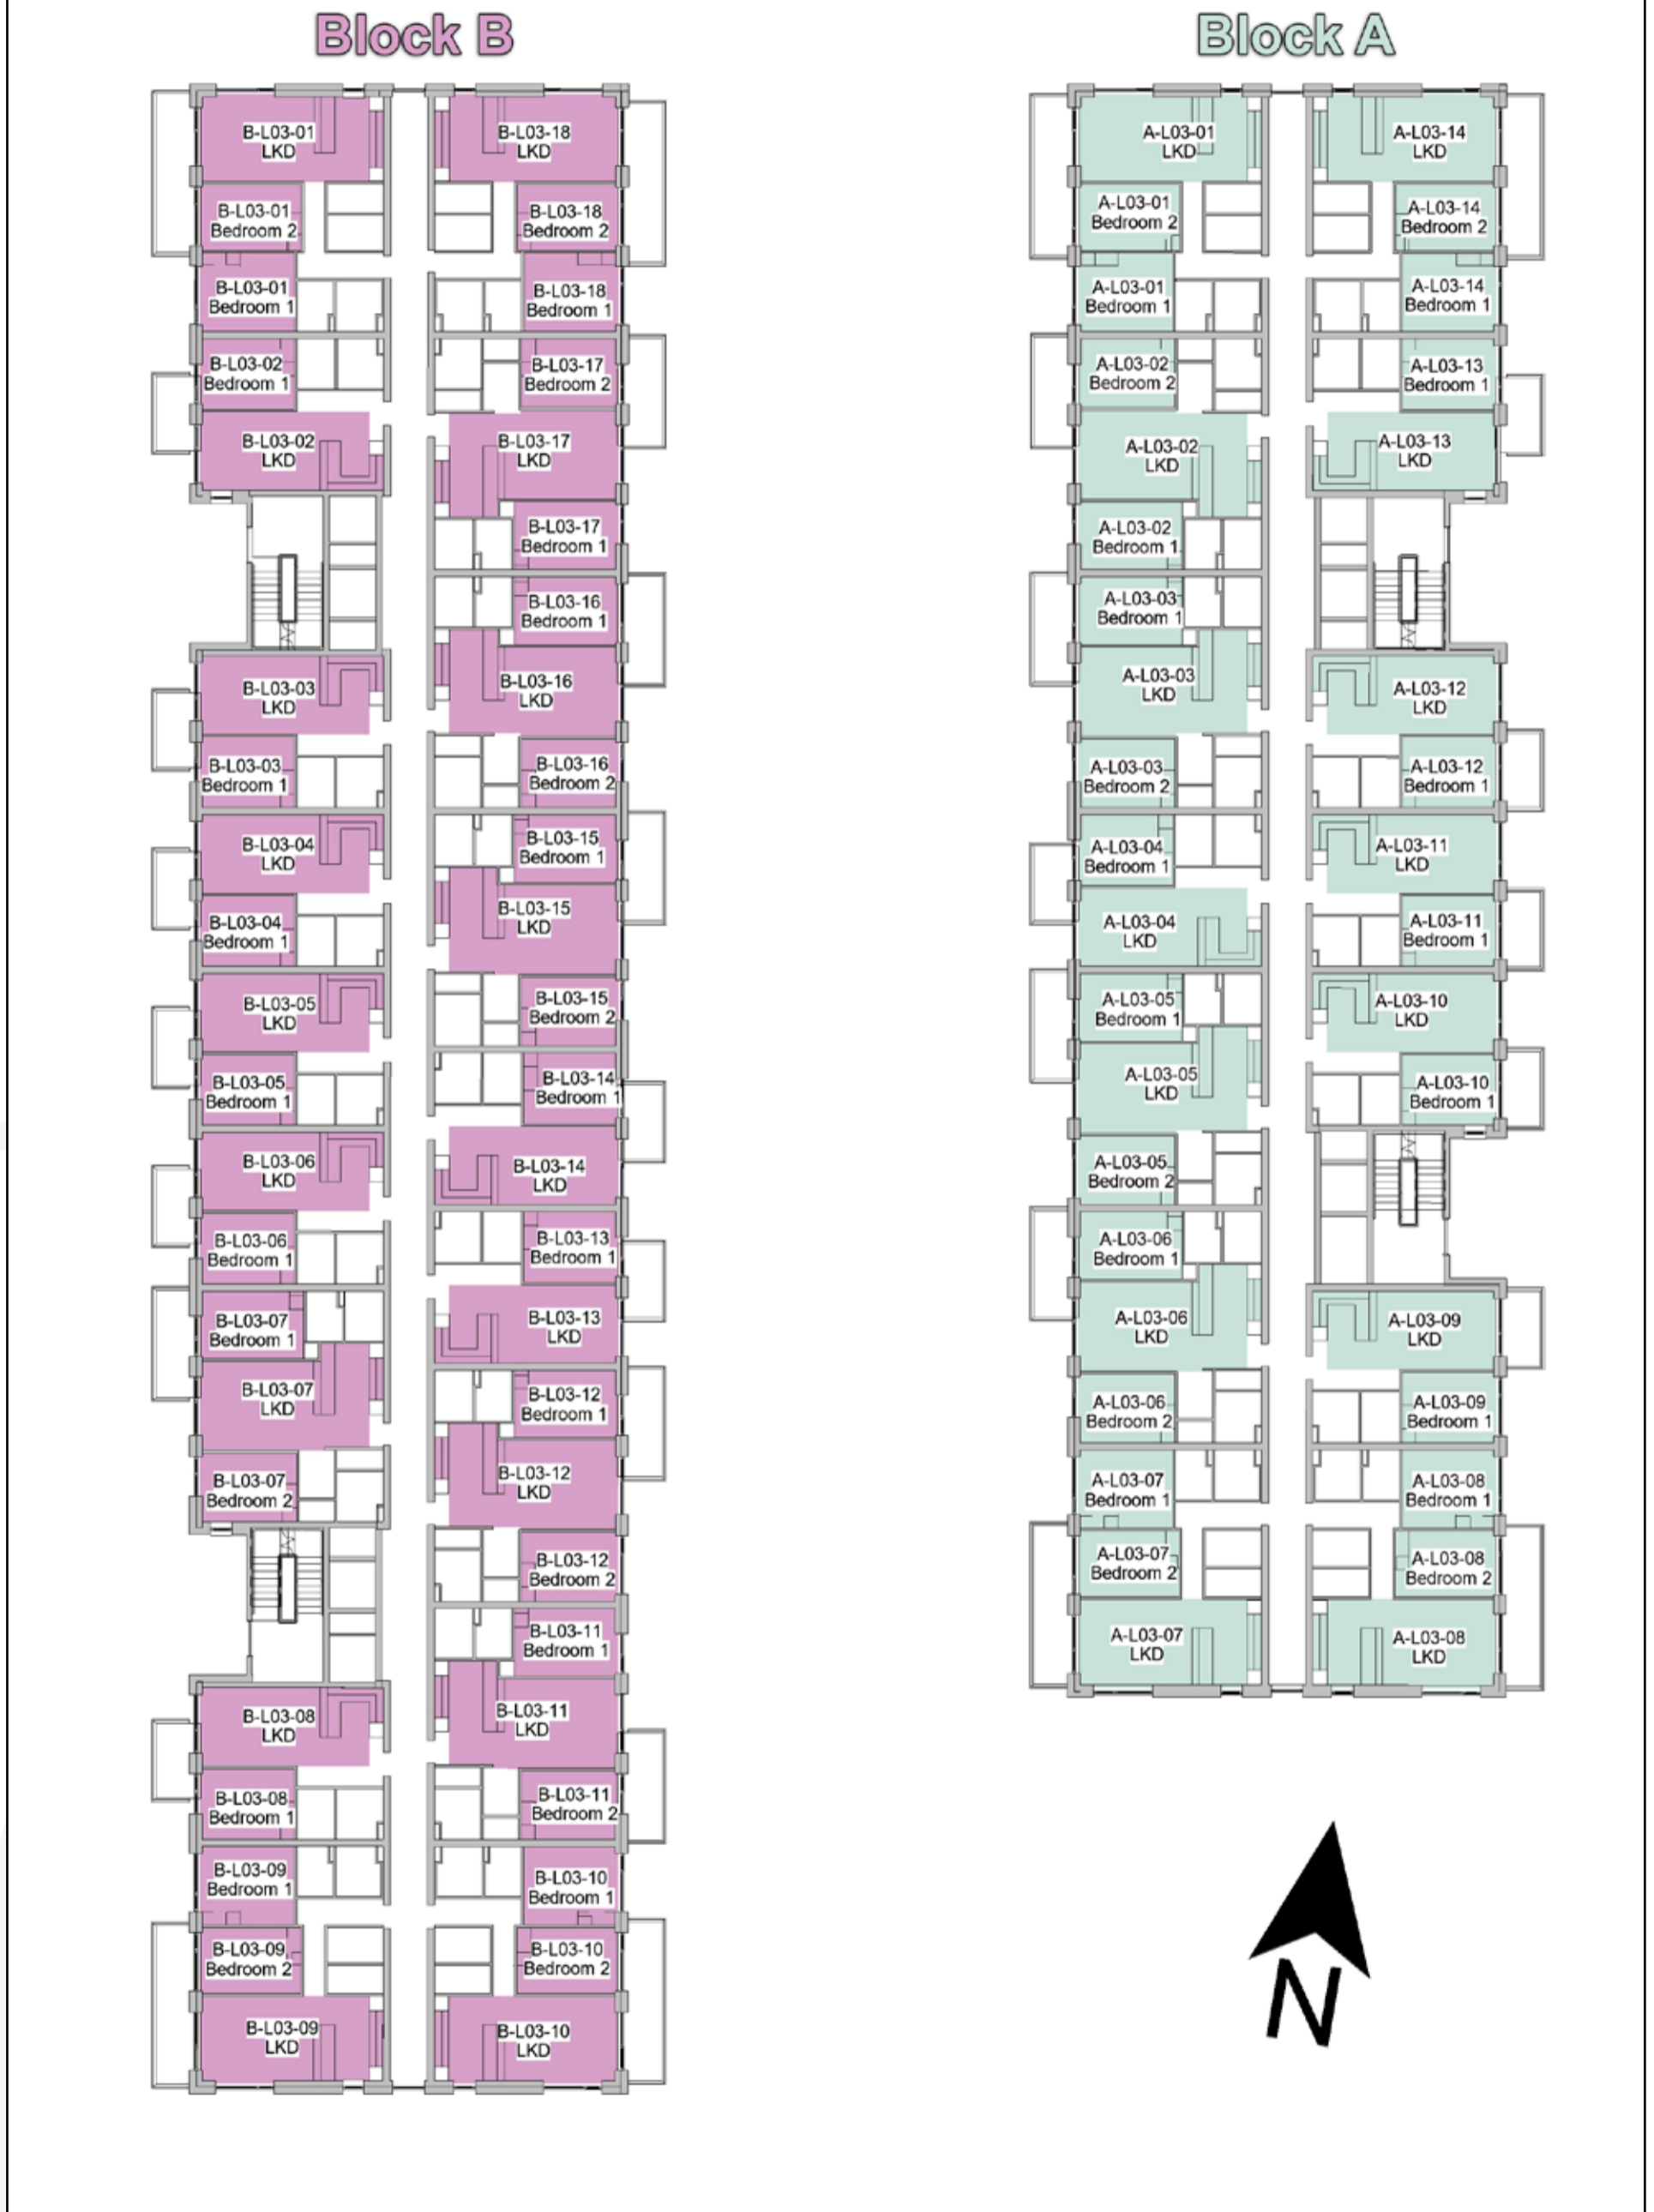 Block B
B-L03-01
LKD
B-L03-18
LKD
B-L03-01
Bedroom 2
B-L03-18
Bedroom 2
B-L03-01
Bedroom 1
B-L03-18
Bedroom 1
B-L03-02
Bedroom 1
B-L03-17
Bedroom 2
B-L03-02
LKD
B-L03-17
LKD
B-L03-17
Bedroom 1
B-L03-16
Bedroom 1
B-L03-03
LKD
B-L03-16
LKD
B-L03-03
Bedroom 1
B-L03-16
Bedroom 2
B-L03-04
LKD
B-L03-15
Bedroom 1
B-L03-04
Bedroom 1
B-L03-15
LKD
B-L03-05
LKD
B-L03-15
Bedroom 2
B-L03-05
Bedroom 1
B-L03-14
Bedroom 1
B-L03-06
LKD
B-L03-14
LKD
B-L03-06
Bedroom 1
B-L03-13
Bedroom 1
B-L03-07
Bedroom 1
B-L03-13
LKD
B-L03-07
LKD
B-L03-12
Bedroom 1
B-L03-07
Bedroom 2
B-L03-12
LKD
B-L03-12
Bedroom 2
B-L03-11
Bedroom 1
B-L03-08
LKD
B-L03-11
LKD
B-L03-08
Bedroom 1
B-L03-11
Bedroom 2
B-L03-09
Bedroom 1
B-L03-10
Bedroom 1
B-L03-09
Bedroom 2
B-L03-10
Bedroom 2
B-L03-09
LKD
B-L03-10
LKD
Block A
A-L03-01
LKD
A-L03-14
LKD
A-L03-01
Bedroom 2
A-L03-14
Bedroom 2
A-L03-01
Bedroom 1
A-L03-14
Bedroom 1
A-L03-02
Bedroom 2
A-L03-13
Bedroom 1
A-L03-02
LKD
A-L03-13
LKD
A-L03-02
Bedroom 1
A-L03-03
Bedroom 1
A-L03-03
LKD
A-L03-12
LKD
A-L03-03
Bedroom 2
A-L03-12
Bedroom 1
A-L03-04
Bedroom 1
A-L03-11
LKD
A-L03-04
LKD
A-L03-11
Bedroom 1
A-L03-05
Bedroom 1
A-L03-10
LKD
A-L03-05
LKD
A-L03-10
Bedroom 1
A-L03-05
Bedroom 2
A-L03-06
Bedroom 1
A-L03-06
LKD
A-L03-09
LKD
A-L03-06
Bedroom 2
A-L03-09
Bedroom 1
A-L03-07
Bedroom 1
A-L03-08
Bedroom 1
A-L03-07
Bedroom 2
A-L03-08
Bedroom 2
A-L03-07
LKD
A-L03-08
LKD
N